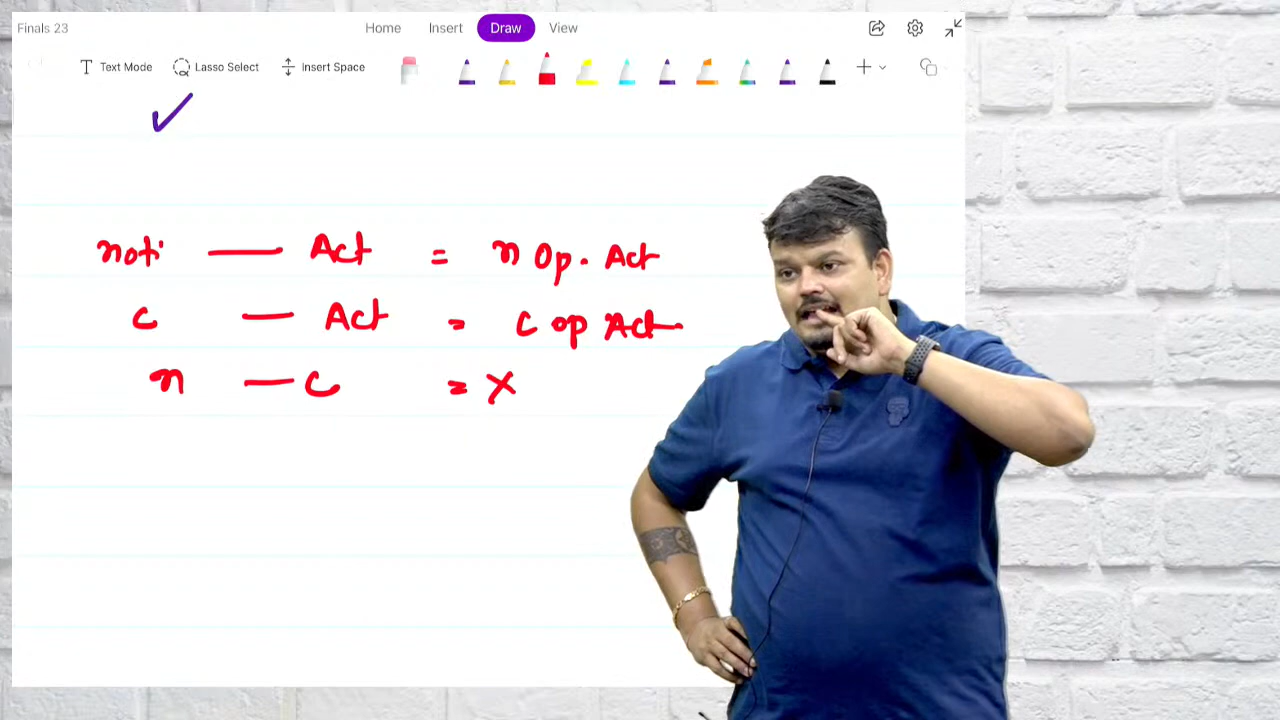 Finals 23
Home Insert Draw View
Text Mode Lasso Select Insert Space
noti — Act = n op. Act
c — Act = c op Act
n — c = X